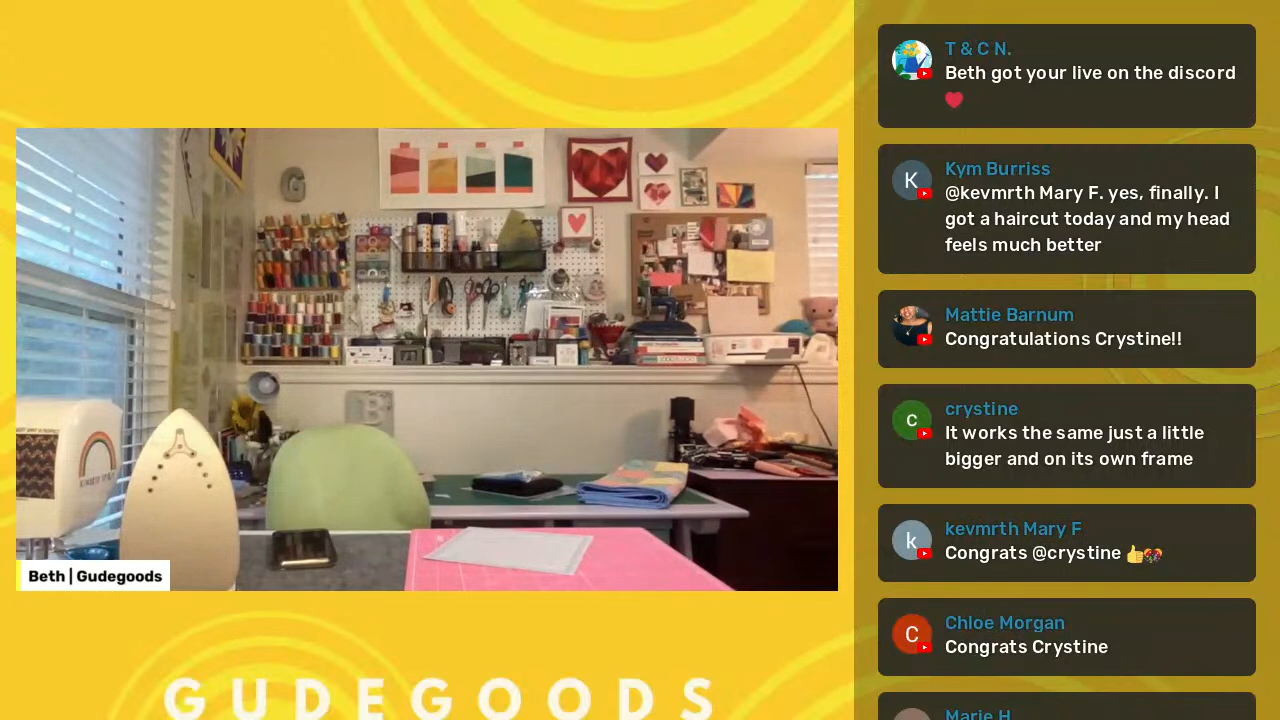 T & C N.
Beth got your live on the discord
❤️
K
Kym Burriss
@kevmrth Mary F. yes, finally. I
got a haircut today and my head
feels much better
Mattie Barnum
Congratulations Crystine!!
c
crystine
It works the same just a little
bigger and on its own frame
k
kevmrth Mary F
Congrats @crystine 👍💏
C
Chloe Morgan
Congrats Crystine
Marie H
G
B
Beth | Gudegoods
GUDEGOODS